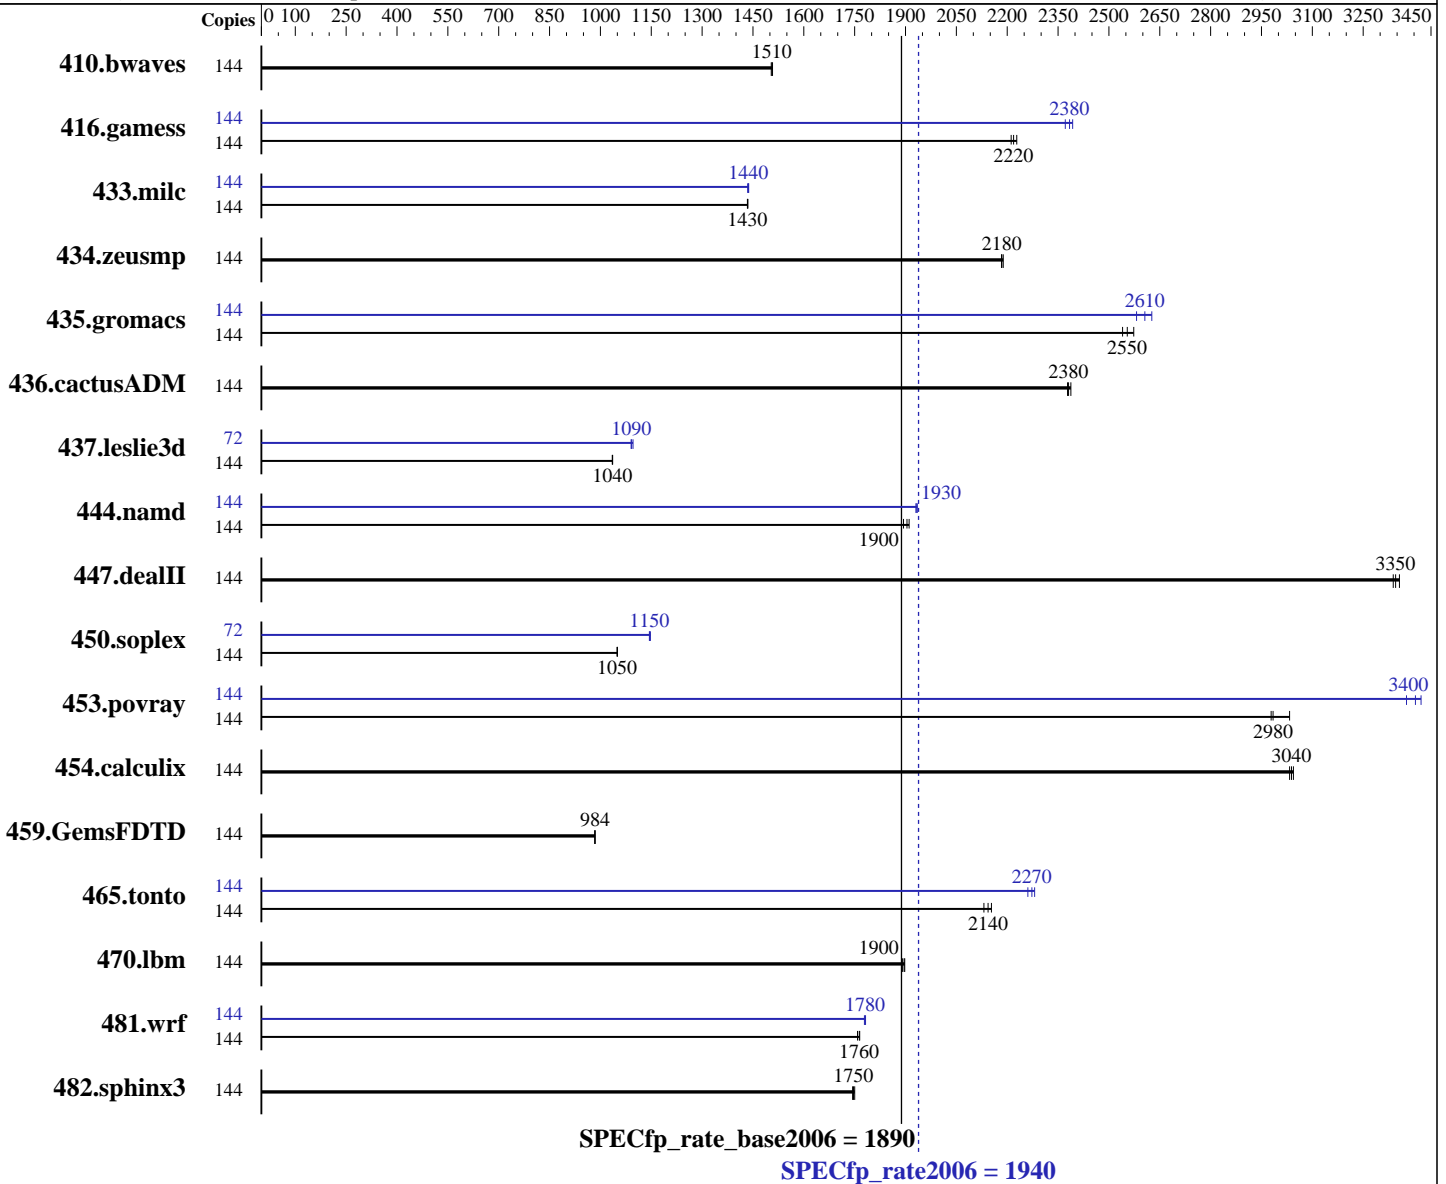 Copies 0 100 250 400 550 700 850 1000 1150 1300 1450 1600 1750 1900 2050 2200 2350 2500 2650 2800 2950 3100 3250 3450
410.bwaves 144 1510
416.gamess 144 2380
144 2220
433.milc 144 1440
144 1430
434.zeusmp 144 2180
435.gromacs 144 2610
144 2550
436.cactusADM 144 2380
437.leslie3d 72 1090
144 1040
444.namd 144 1930
144 1900
447.dealII 144 3350
450.soplex 72 1150
144 1050
453.povray 144 3400
144 2980
454.calculix 144 3040
459.GemsFDTD 144 984
465.tonto 144 2270
144 2140
470.lbm 144 1900
481.wrf 144 1780
144 1760
482.sphinx3 144 1750
SPECfp_rate_base2006 = 1890
SPECfp_rate2006 = 1940